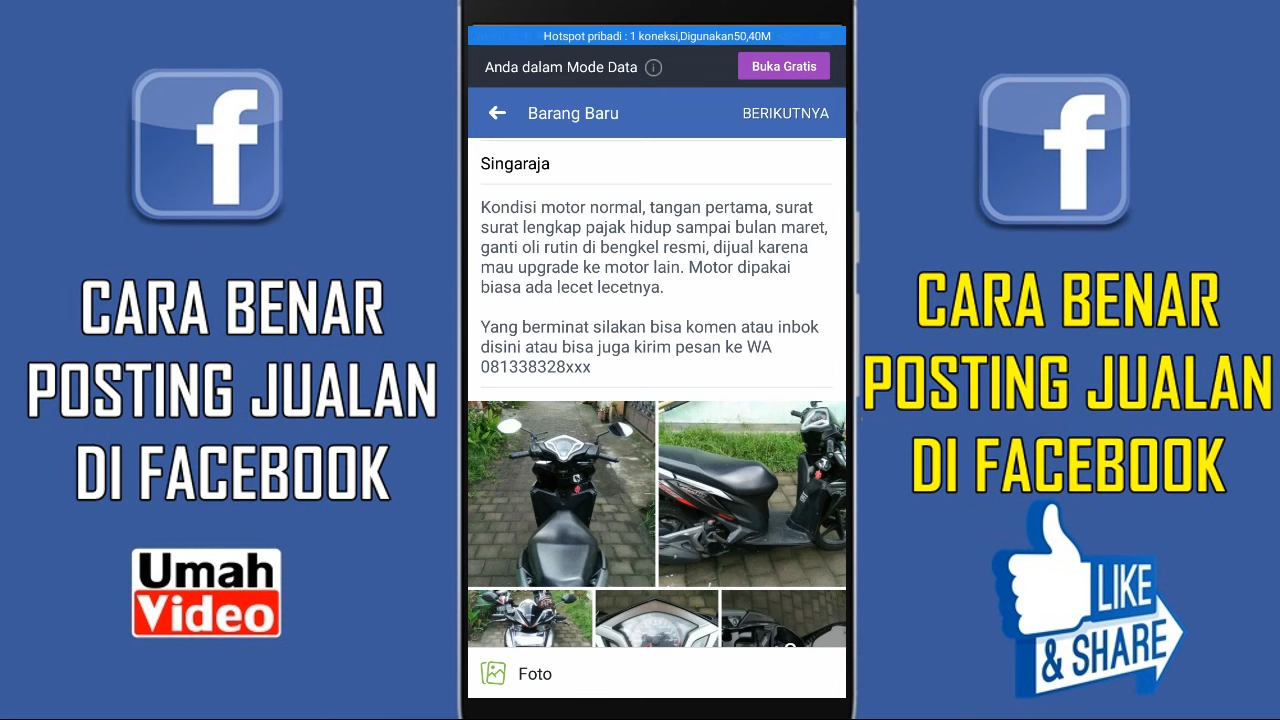 CARA BENAR
POSTING JUALAN
DI FACEBOOK
Umah
Video
Hotspot pribadi : 1 koneksi,Digunakan50,40M
Anda dalam Mode Data
Buka Gratis
Barang Baru
BERIKUTNYA
Singaraja
Kondisi motor normal, tangan pertama, surat
surat lengkap pajak hidup sampai bulan maret,
ganti oli rutin di bengkel resmi, dijual karena
mau upgrade ke motor lain. Motor dipakai
biasa ada lecet lecetnya.
Yang berminat silakan bisa komen atau inbok
disini atau bisa juga kirim pesan ke WA
081338328xxx
Foto
CARA BENAR
POSTING JUALAN
DI FACEBOOK
LIKE
& SHARE